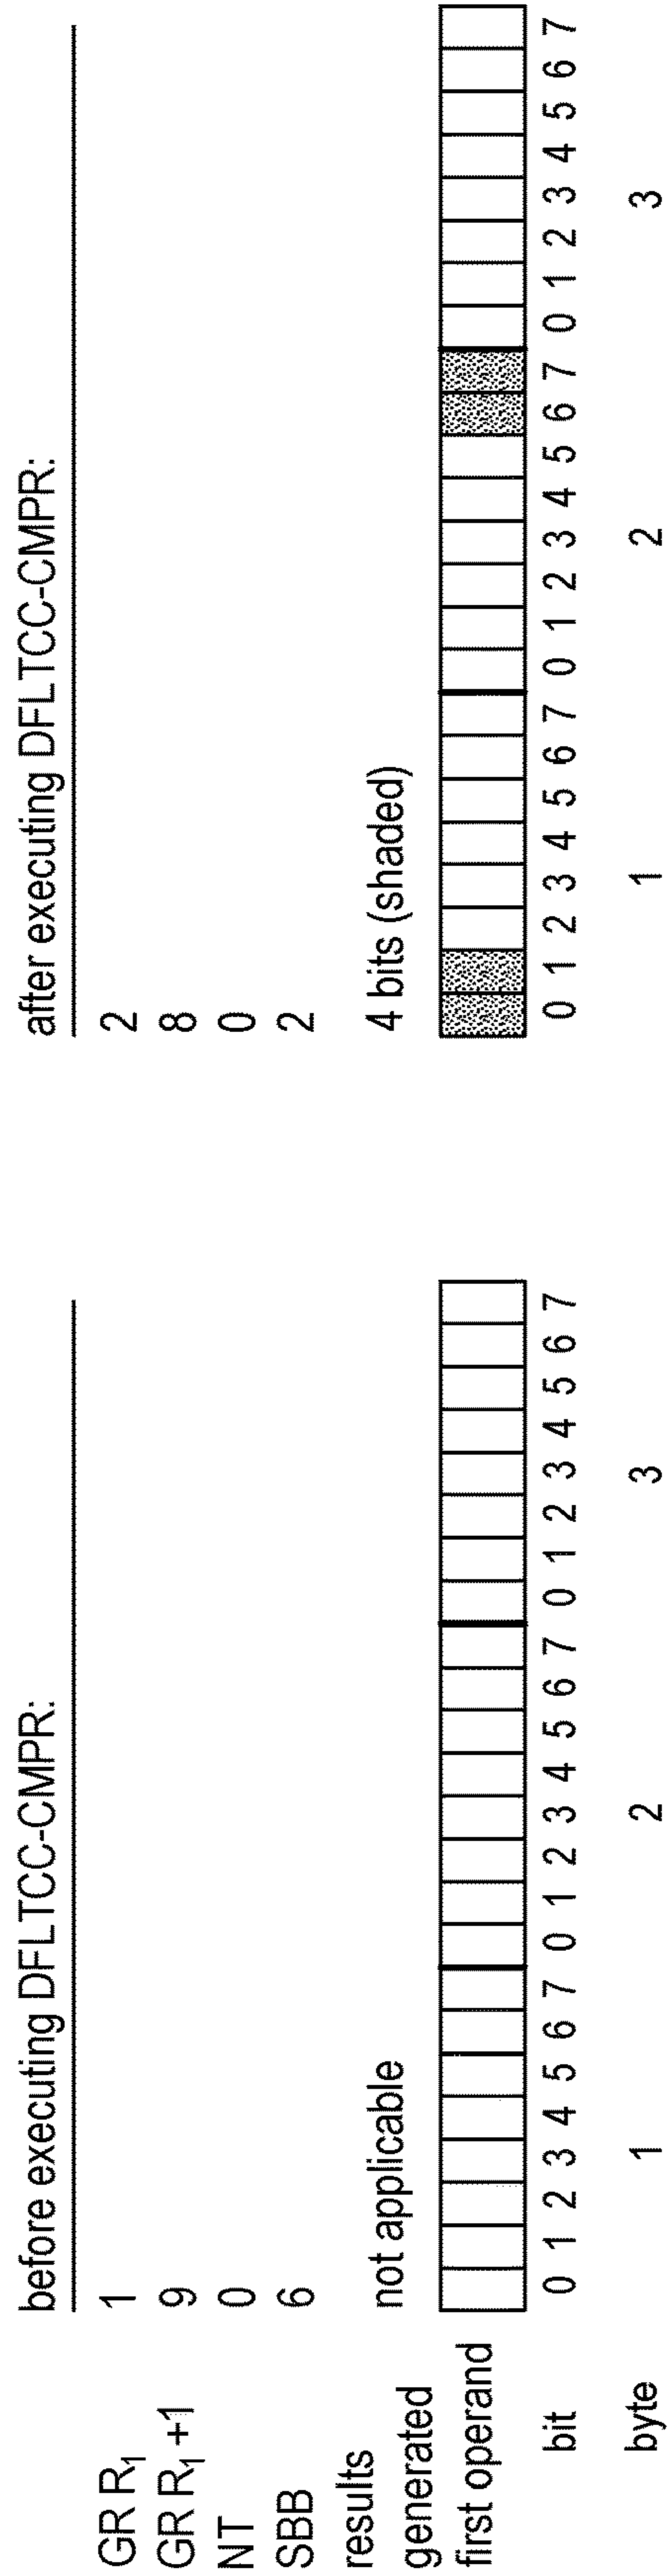 before executing DFLTCC-CMPR: after executing DFLTCC-CMPR:
GR R1 1 2
GR R1 +1 9 8
NT 0 0
SBB 6 2
results
generated not applicable 4 bits (shaded)
first operand
bit 0 1 2 3 4 5 6 7 0 1 2 3 4 5 6 7 0 1 2 3 4 5 6 7 0 1 2 3 4 5 6 7 0 1 2 3 4 5 6 7 0 1 2 3 4 5 6 7
byte 1 2 3 1 2 3